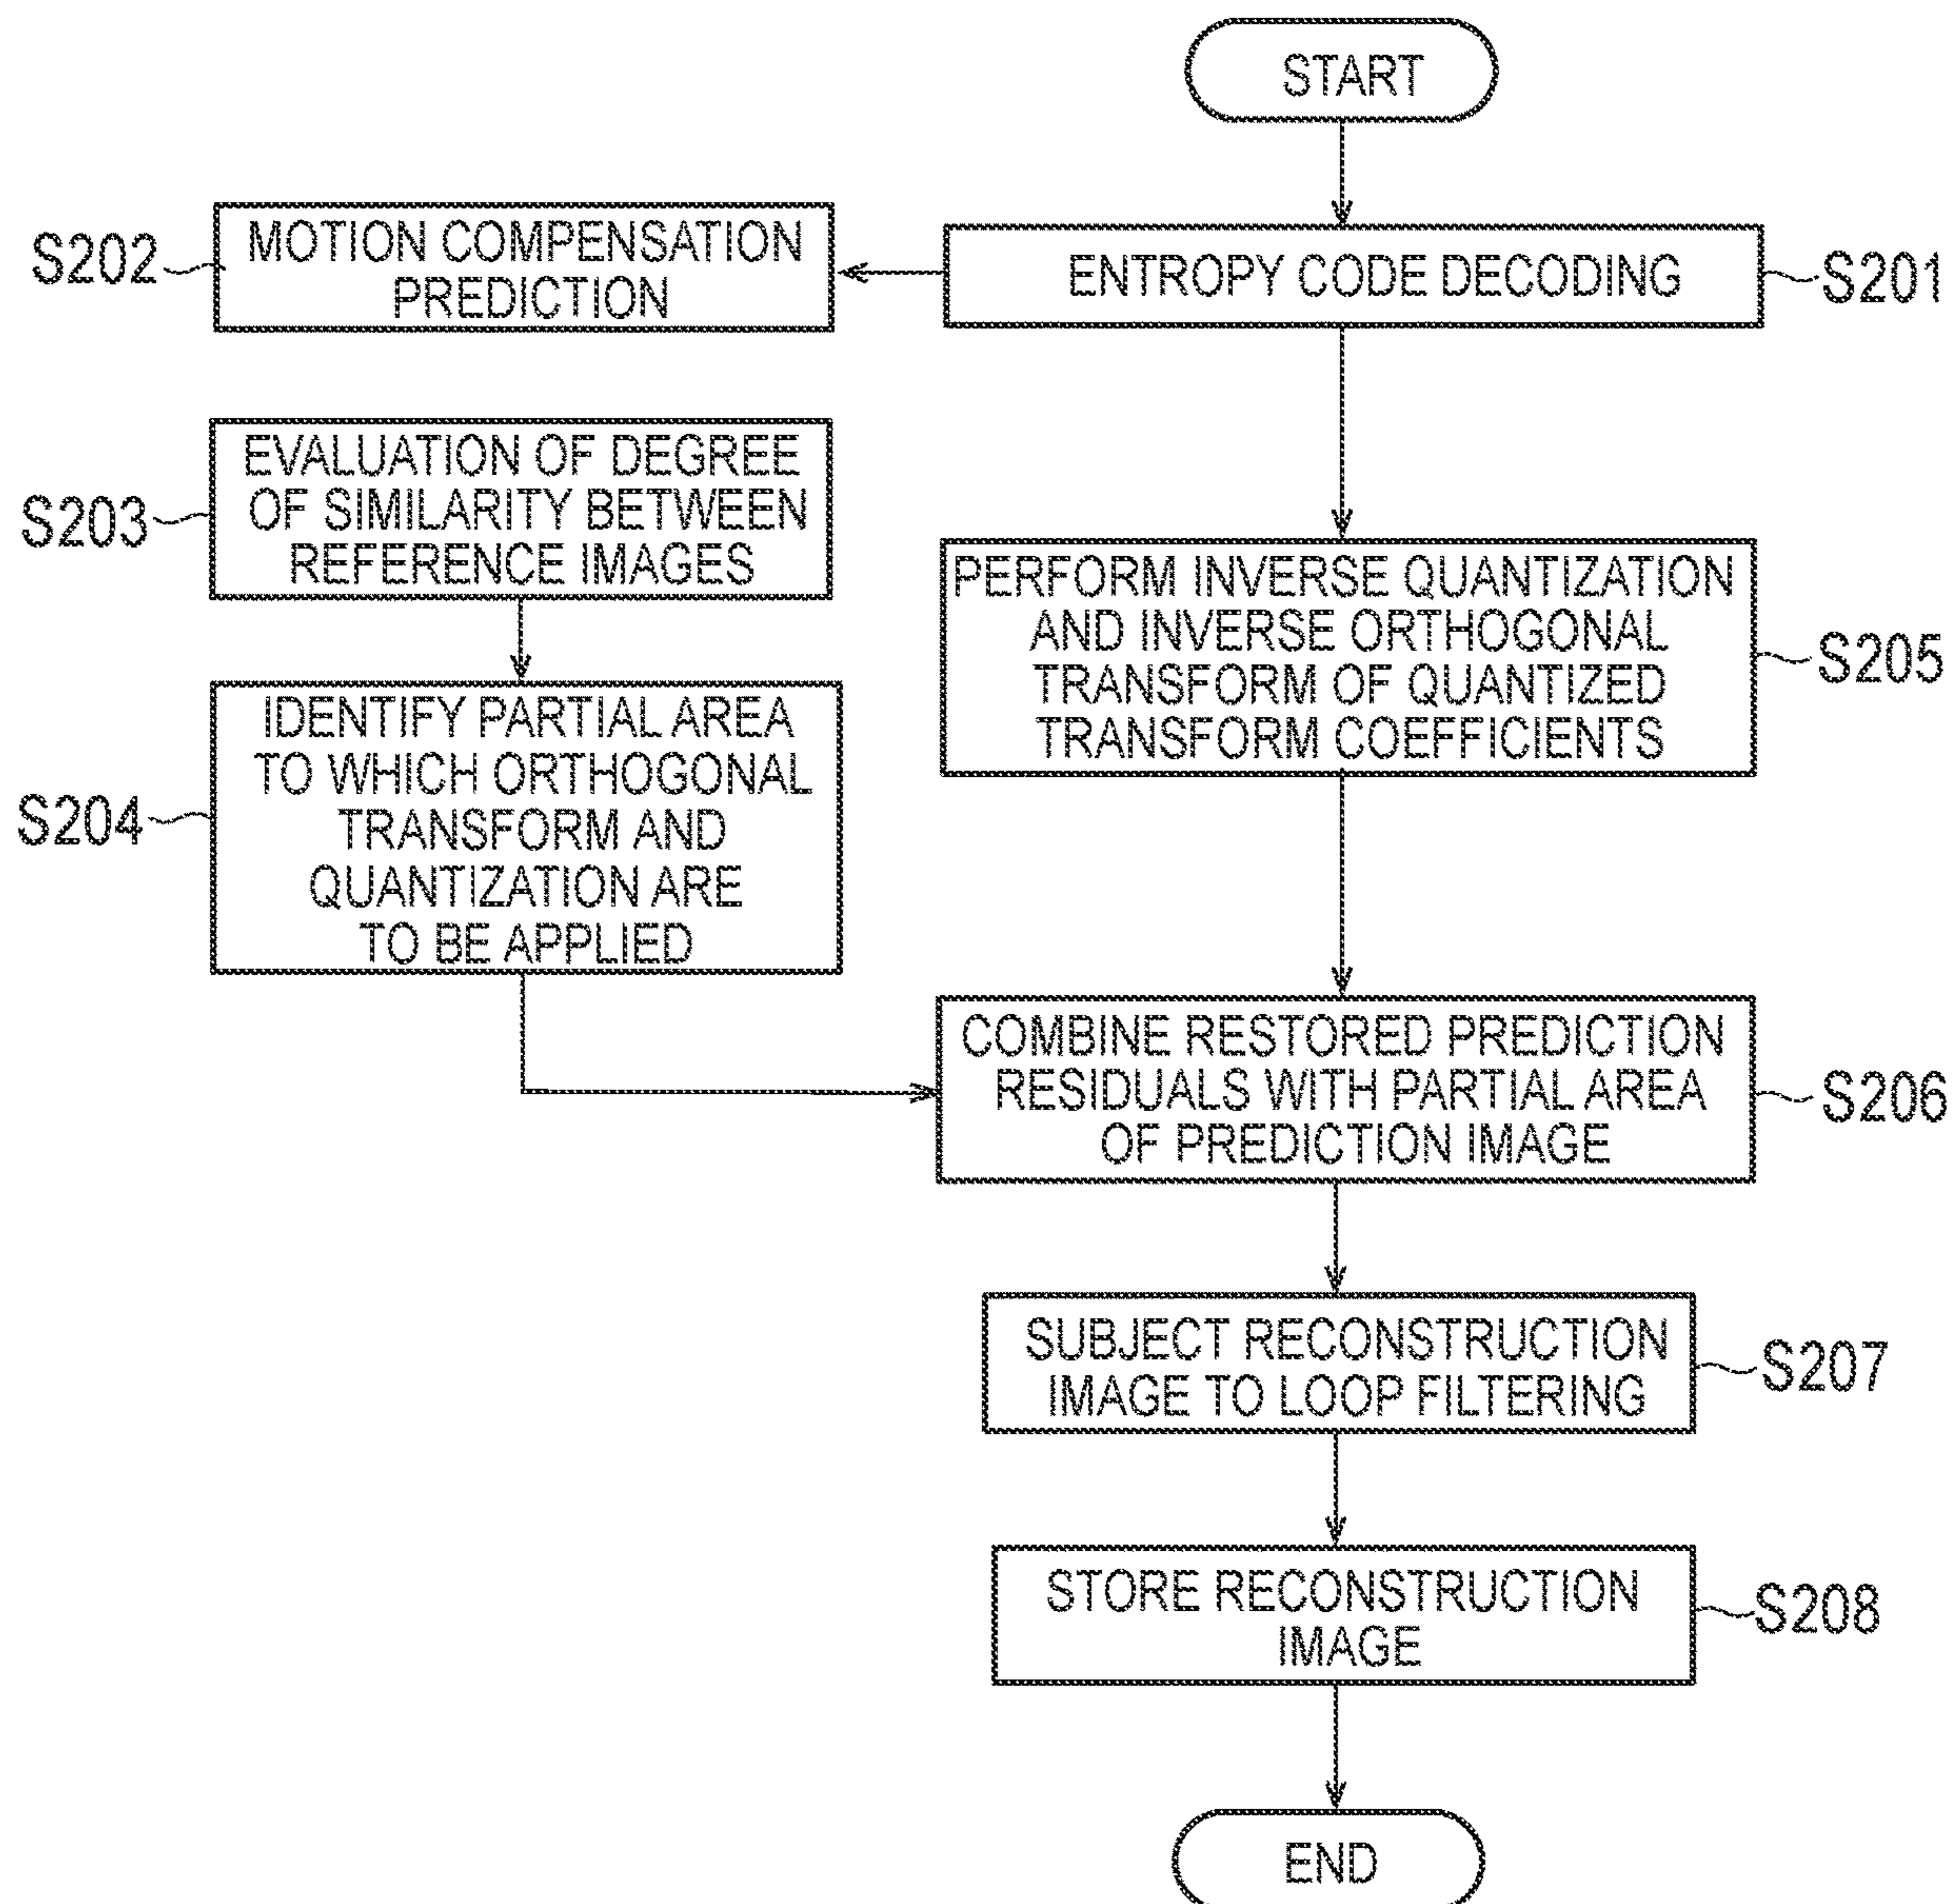 START
S202
MOTION COMPENSATION
PREDICTION
ENTROPY CODE DECODING
S201
S203
EVALUATION OF DEGREE
OF SIMILARITY BETWEEN
REFERENCE IMAGES
S204
IDENTIFY PARTIAL AREA
TO WHICH ORTHOGONAL
TRANSFORM AND
QUANTIZATION ARE
TO BE APPLIED
PERFORM INVERSE QUANTIZATION
AND INVERSE ORTHOGONAL
TRANSFORM OF QUANTIZED
TRANSFORM COEFFICIENTS
S205
COMBINE RESTORED PREDICTION
RESIDUALS WITH PARTIAL AREA
OF PREDICTION IMAGE
S206
SUBJECT RECONSTRUCTION
IMAGE TO LOOP FILTERING
S207
STORE RECONSTRUCTION
IMAGE
S208
END